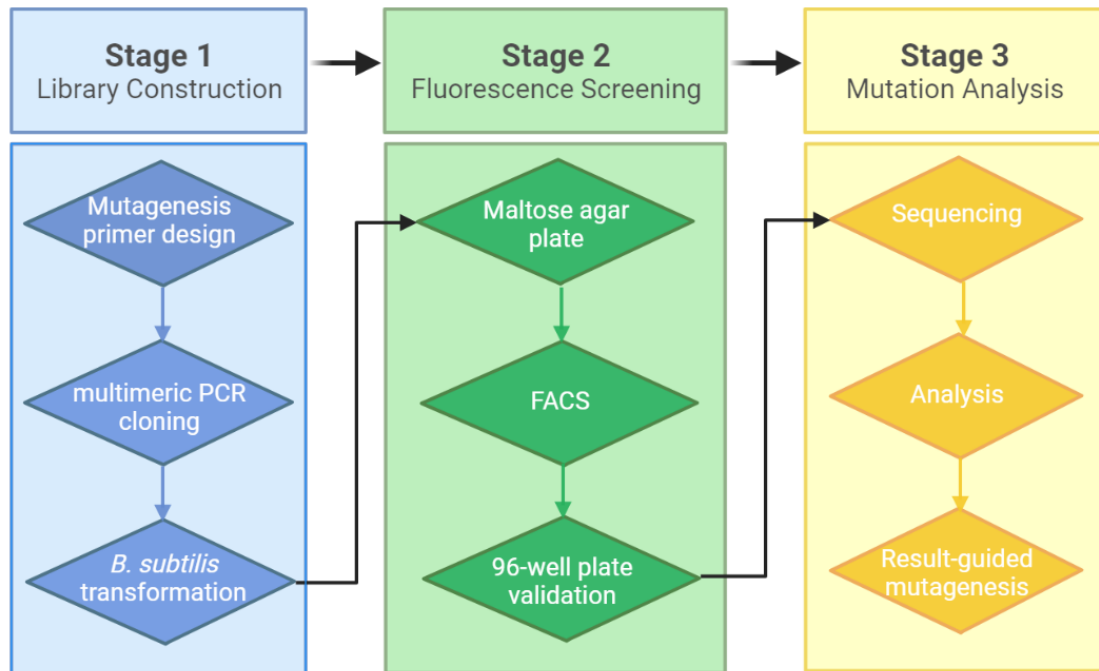 Stage 1
Library Construction
Stage 2
Fluorescence Screening
Stage 3
Mutation Analysis
Mutagenesis
primer design
multimeric PCR
cloning
B. subtilis
transformation
Maltose agar
plate
FACS
96-well plate
validation
Sequencing
Analysis
Result-guided
mutagenesis